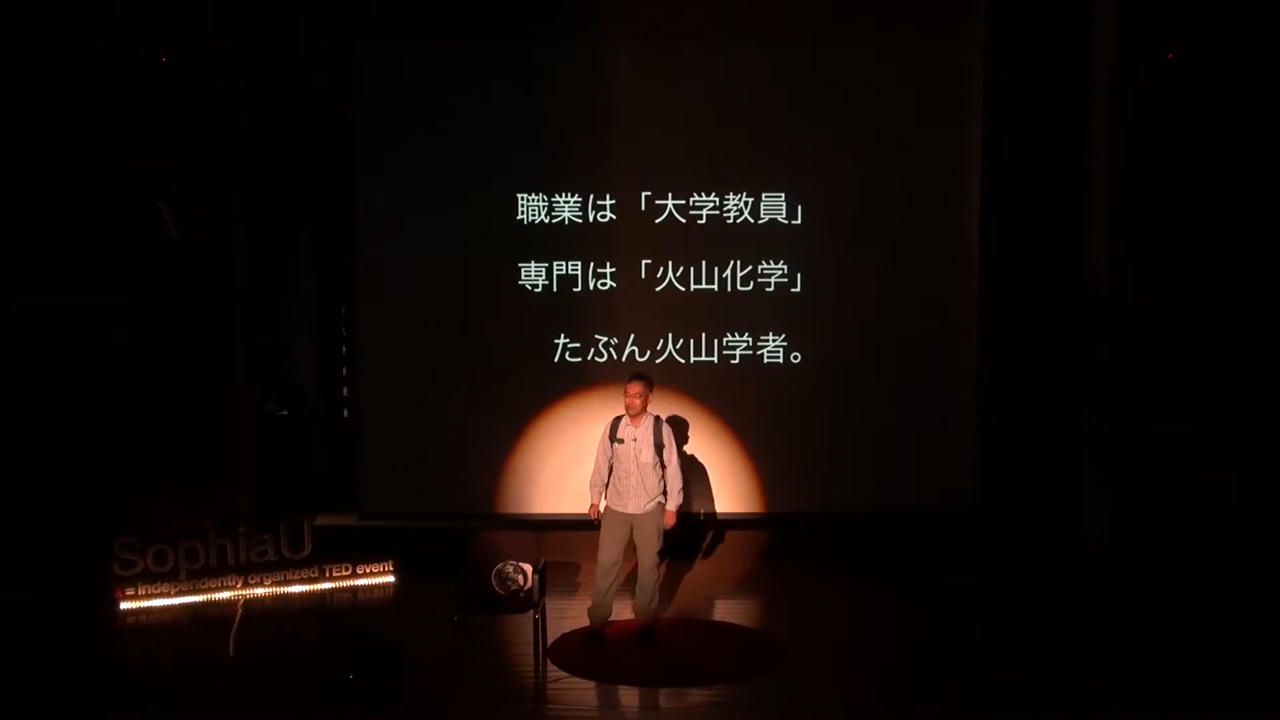 職業は「大学教員」
専門は「火山化学」
たぶん火山学者。
SophiaU
x = independently organized TED event